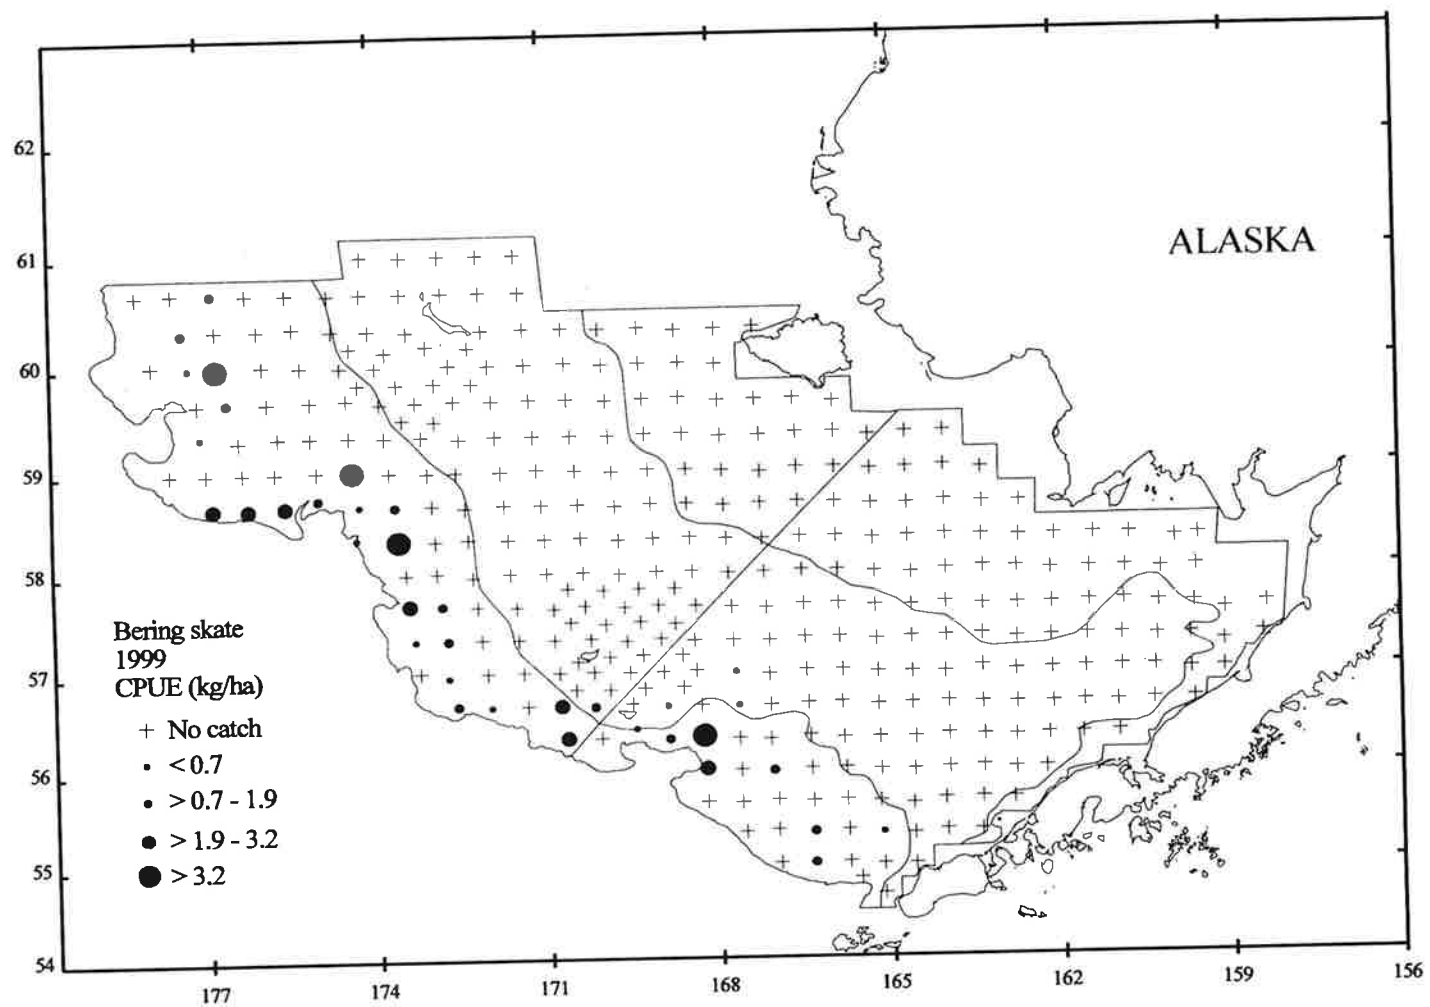 ALASKA
62
61
60
59
58
57
56
55
54
Bering skate
1999
CPUE (kg/ha)
No catch
< 0.7
> 0.7 - 1.9
> 1.9 - 3.2
> 3.2
177 174 171 168 165 162 159 156